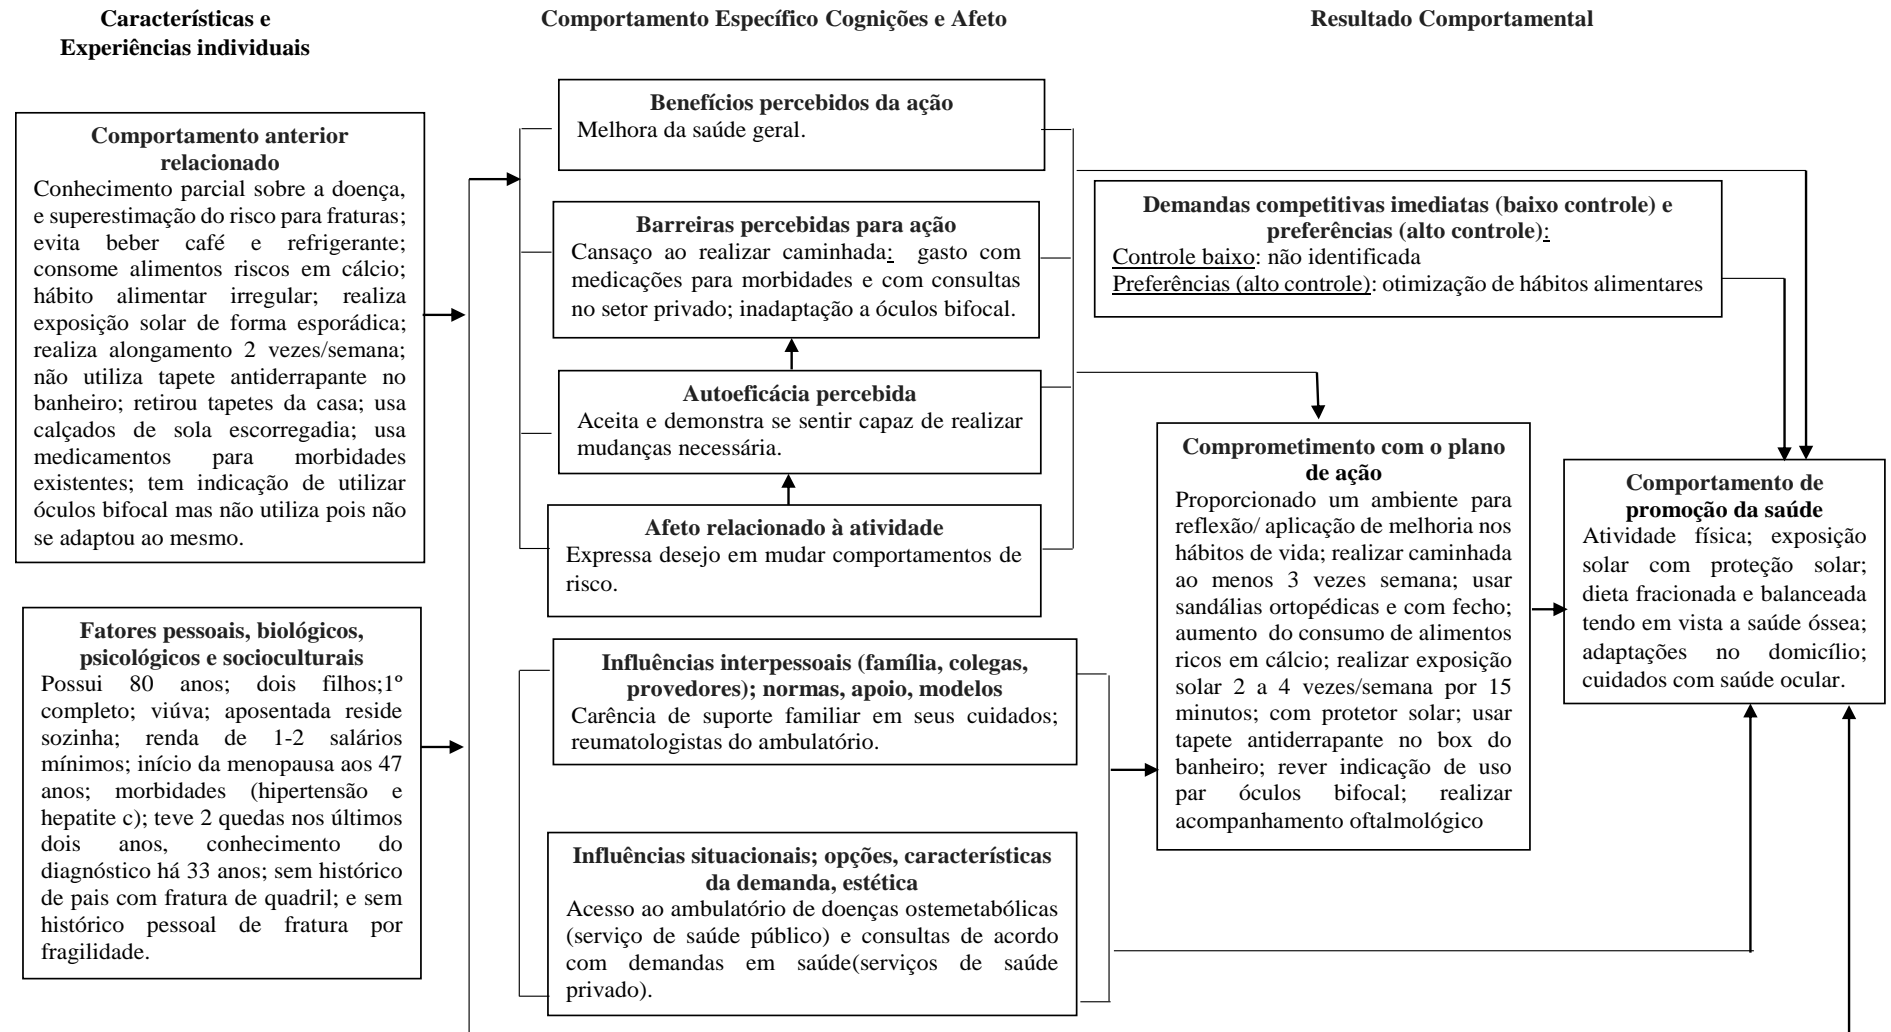 Características e
Experiências individuais
Comportamento Específico Cognições e Afeto
Resultado Comportamental
Comportamento anterior
relacionado
Conhecimento parcial sobre a doença,
e superestimação do risco para fraturas;
evita beber café e refrigerante;
consome alimentos riscos em cálcio;
hábito alimentar irregular; realiza
exposição solar de forma esporádica;
realiza alongamento 2 vezes/semana;
não utiliza tapete antiderrapante no
banheiro; retirou tapetes da casa; usa
calçados de sola escorregadia; usa
medicamentos para morbidades
existentes; tem indicação de utilizar
óculos bifocal mas não utiliza pois não
se adaptou ao mesmo.
Fatores pessoais, biológicos,
psicológicos e socioculturais
Possui 80 anos; dois filhos;1º
completo; viúva; aposentada reside
sozinha; renda de 1-2 salários
mínimos; início da menopausa aos 47
anos; morbidades (hipertensão e
hepatite c); teve 2 quedas nos últimos
dois anos, conhecimento do
diagnóstico há 33 anos; sem histórico
de pais com fratura de quadril; e sem
histórico pessoal de fratura por
fragilidade.
Benefícios percebidos da ação
Melhora da saúde geral.
Barreiras percebidas para ação
Cansaço ao realizar caminhada: gasto com
medicações para morbidades e com consultas
no setor privado; inadaptação a óculos bifocal.
Autoeficácia percebida
Aceita e demonstra se sentir capaz de realizar
mudanças necessária.
Afeto relacionado à atividade
Expressa desejo em mudar comportamentos de
risco.
Influências interpessoais (família, colegas,
provedores); normas, apoio, modelos
Carência de suporte familiar em seus cuidados;
reumatologistas do ambulatório.
Influências situacionais; opções, características
da demanda, estética
Acesso ao ambulatório de doenças ostemetabólicas
(serviço de saúde público) e consultas de acordo
com demandas em saúde(serviços de saúde
privado).
Demandas competitivas imediatas (baixo controle) e
preferências (alto controle):
Controle baixo: não identificada
Preferências (alto controle): otimização de hábitos alimentares
Comprometimento com o plano
de ação
Proporcionado um ambiente para
reflexão/ aplicação de melhoria nos
hábitos de vida; realizar caminhada
ao menos 3 vezes semana; usar
sandálias ortopédicas e com fecho;
aumento do consumo de alimentos
ricos em cálcio; realizar exposição
solar 2 a 4 vezes/semana por 15
minutos; com protetor solar; usar
tapete antiderrapante no box do
banheiro; rever indicação de uso
par óculos bifocal; realizar
acompanhamento oftalmológico
Comportamento de
promoção da saúde
Atividade física; exposição
solar com proteção solar;
dieta fracionada e balanceada
tendo em vista a saúde óssea;
adaptações no domicílio;
cuidados com saúde ocular.